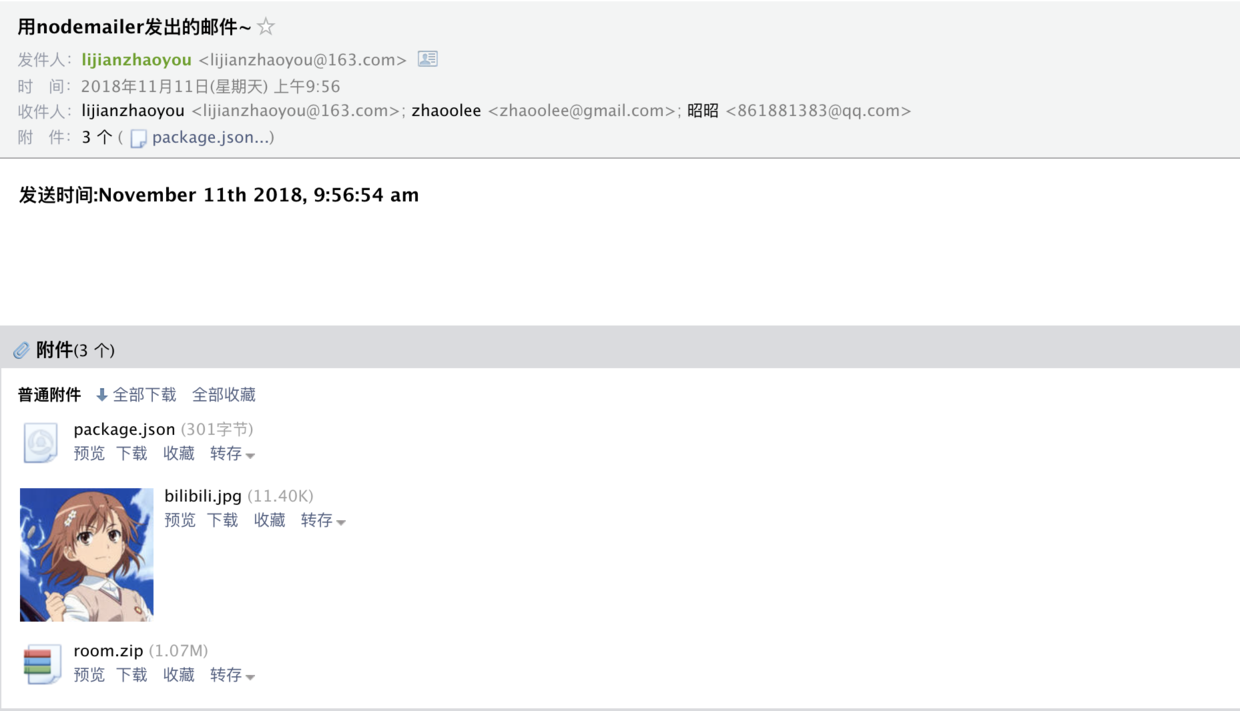 用nodemailer发出的邮件~
发件人: lijianzhaoyou <lijianzhaoyou@163.com>
时 间: 2018年11月11日(星期天) 上午9:56
收件人: lijianzhaoyou <lijianzhaoyou@163.com>; zhaoolee <zhaoolee@gmail.com>; 昭昭 <861881383@qq.com>
附 件: 3 个 ( package.json...)
发送时间:November 11th 2018, 9:56:54 am
附件(3 个)
普通附件 全部下载 全部收藏
package.json (301字节)
预览 下载 收藏 转存
bilibili.jpg (11.40K)
预览 下载 收藏 转存
room.zip (1.07M)
预览 下载 收藏 转存